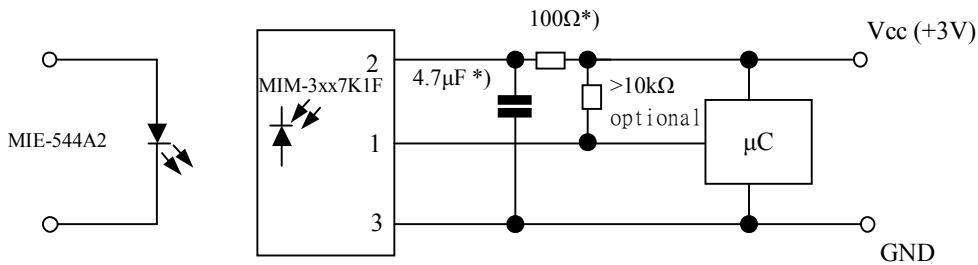 100Ω*)
Vcc (+3V)
2
4.7μF *)
MIM-3xx7K1F
>10kΩ
optional
MIE-544A2
1
μC
3
GND